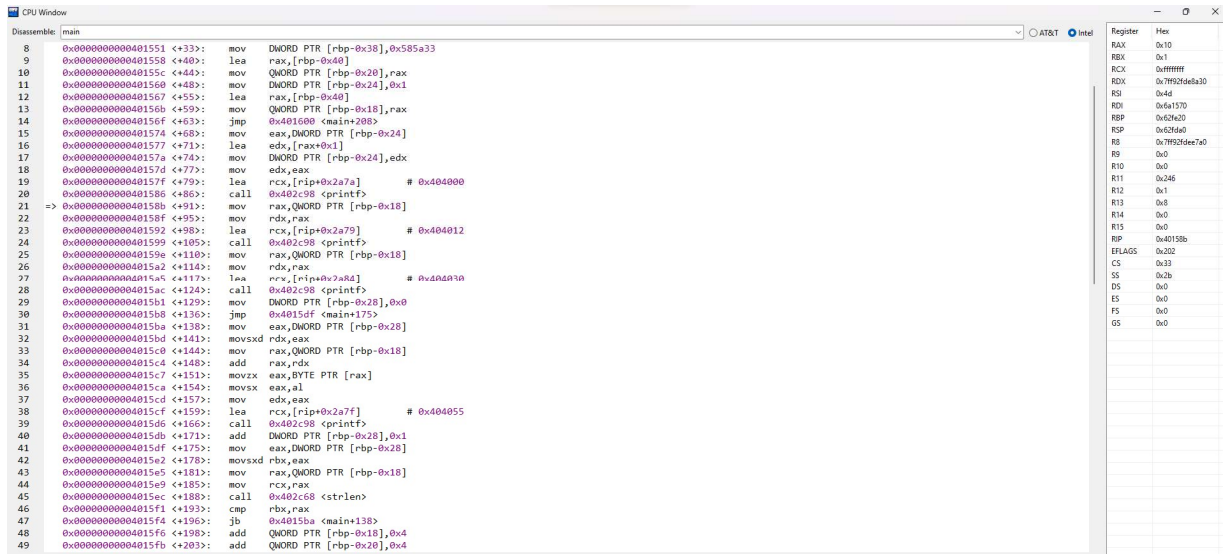 CPU Window
Disassemble: main AT&T Intel
8 0x0000000000401551 <+33>: mov DWORD PTR [rbp-0x38],0x585a33
9 0x0000000000401558 <+40>: lea rax,[rbp-0x40]
10 0x000000000040155c <+44>: mov QWORD PTR [rbp-0x20],rax
11 0x0000000000401560 <+48>: mov DWORD PTR [rbp-0x24],0x1
12 0x0000000000401567 <+55>: lea rax,[rbp-0x40]
13 0x000000000040156b <+59>: mov QWORD PTR [rbp-0x18],rax
14 0x000000000040156f <+63>: jmp 0x401600 <main+208>
15 0x0000000000401574 <+68>: mov eax,DWORD PTR [rbp-0x24]
16 0x0000000000401577 <+71>: lea edx,[rax+0x1]
17 0x000000000040157a <+74>: mov DWORD PTR [rbp-0x24],edx
18 0x000000000040157d <+77>: mov edx,eax
19 0x000000000040157f <+79>: lea rcx,[rip+0x2a7a] # 0x404000
20 0x0000000000401586 <+86>: call 0x402c98 <printf>
21 => 0x000000000040158b <+91>: mov rax,QWORD PTR [rbp-0x18]
22 0x000000000040158f <+95>: mov rdx,rax
23 0x0000000000401592 <+98>: lea rcx,[rip+0x2a79] # 0x404012
24 0x0000000000401599 <+105>: call 0x402c98 <printf>
25 0x000000000040159e <+110>: mov rax,QWORD PTR [rbp-0x18]
26 0x00000000004015a2 <+114>: mov rdx,rax
27 0x00000000004015a5 <+117>: lea rcx,[rip+0x2a84] # 0x404030
28 0x00000000004015ac <+124>: call 0x402c98 <printf>
29 0x00000000004015b1 <+129>: mov DWORD PTR [rbp-0x28],0x0
30 0x00000000004015b8 <+136>: jmp 0x4015df <main+175>
31 0x00000000004015ba <+138>: mov eax,DWORD PTR [rbp-0x28]
32 0x00000000004015bd <+141>: movsxd rdx,eax
33 0x00000000004015c0 <+144>: mov rax,QWORD PTR [rbp-0x18]
34 0x00000000004015c4 <+148>: add rax,rdx
35 0x00000000004015c7 <+151>: movzx eax,BYTE PTR [rax]
36 0x00000000004015ca <+154>: movsx eax,al
37 0x00000000004015cd <+157>: mov edx,eax
38 0x00000000004015cf <+159>: lea rcx,[rip+0x2a7f] # 0x404055
39 0x00000000004015d6 <+166>: call 0x402c98 <printf>
40 0x00000000004015db <+171>: add DWORD PTR [rbp-0x28],0x1
41 0x00000000004015df <+175>: mov eax,DWORD PTR [rbp-0x28]
42 0x00000000004015e2 <+178>: movsxd rbx,eax
43 0x00000000004015e5 <+181>: mov rax,QWORD PTR [rbp-0x18]
44 0x00000000004015e9 <+185>: mov rcx,rax
45 0x00000000004015ec <+188>: call 0x402c68 <strlen>
46 0x00000000004015f1 <+193>: cmp rbx,rax
47 0x00000000004015f4 <+196>: jb 0x4015ba <main+138>
48 0x00000000004015f6 <+198>: add QWORD PTR [rbp-0x18],0x4
49 0x00000000004015fb <+203>: add QWORD PTR [rbp-0x20],0x4
Register Hex
RAX 0x10
RBX 0x1
RCX 0xffffffff
RDX 0x7ff92fde8a30
RSI 0x4d
RDI 0x6a1570
RBP 0x62fe20
RSP 0x62fda0
R8 0x7ff92fdee7a0
R9 0x0
R10 0x0
R11 0x246
R12 0x1
R13 0x8
R14 0x0
R15 0x0
RIP 0x40158b
EFLAGS 0x202
CS 0x33
SS 0x2b
DS 0x0
ES 0x0
FS 0x0
GS 0x0